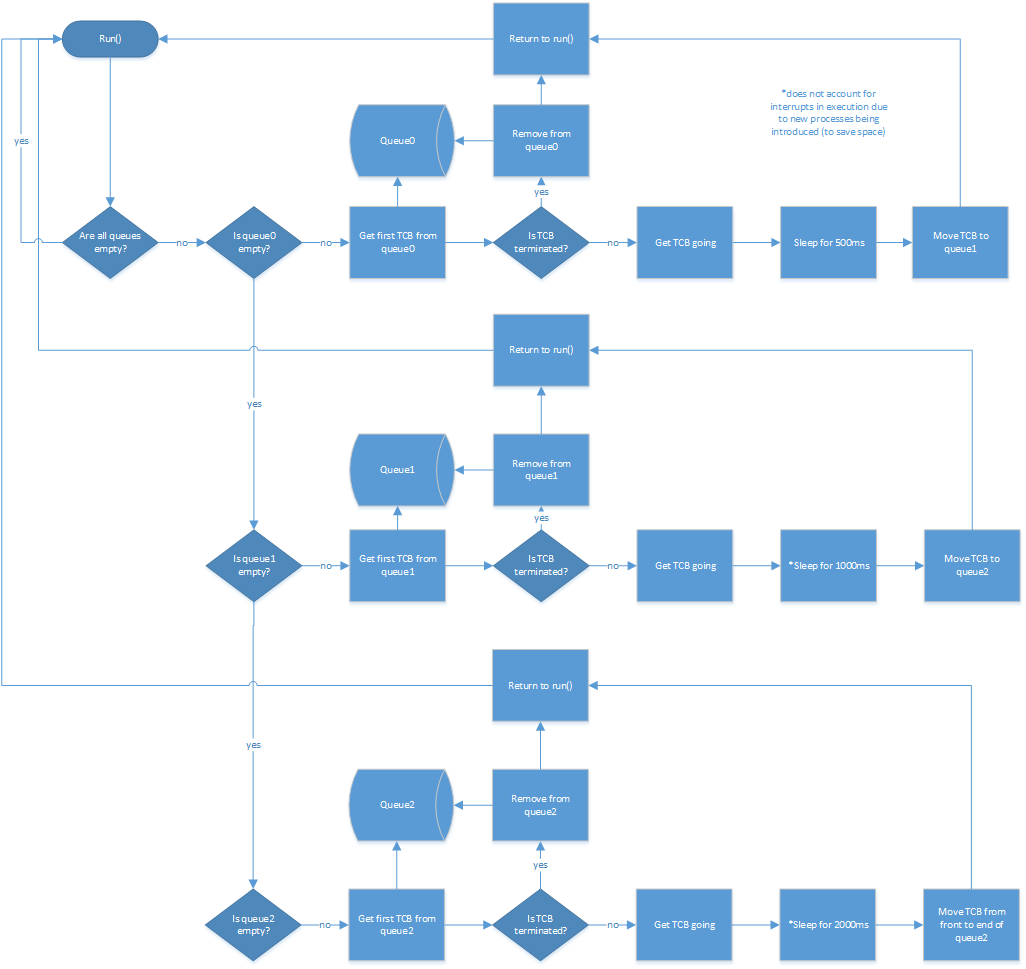 Run()
Return to run()
*does not account for
interrupts in execution due
to new processes being
introduced (to save space)
yes
Queue0
Remove from
queue0
yes
Are all queues
empty?
no
Is queue0
empty?
no
Get first TCB from
queue0
Is TCB
terminated?
no
Get TCB going
Sleep for 500ms
Move TCB to
queue1
Return to run()
yes
Queue1
Remove from
queue1
yes
Is queue1
empty?
no
Get first TCB from
queue1
Is TCB
terminated?
no
Get TCB going
*Sleep for 1000ms
Move TCB to
queue2
Return to run()
yes
Queue2
Remove from
queue2
yes
Is queue2
empty?
no
Get first TCB from
queue2
Is TCB
terminated?
no
Get TCB going
*Sleep for 2000ms
Move TCB from
front to end of
queue2